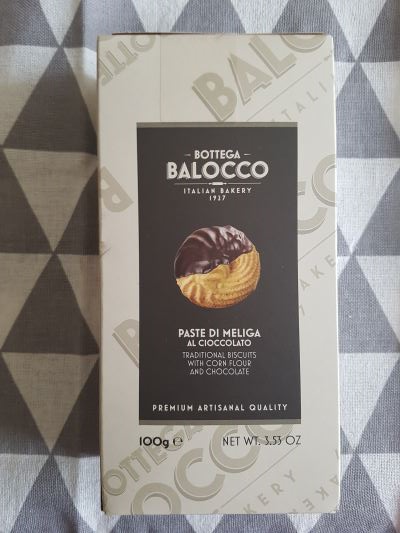 BOTTEGA
BALOCCO
ITALIAN BAKERY
1927
PASTE DI MELIGA
AL CIOCCOLATO
TRADITIONAL BISCUITS
WITH CORN FLOUR
AND CHOCOLATE
PREMIUM ARTISANAL QUALITY
100g ℮ NET WT. 3.53 OZ